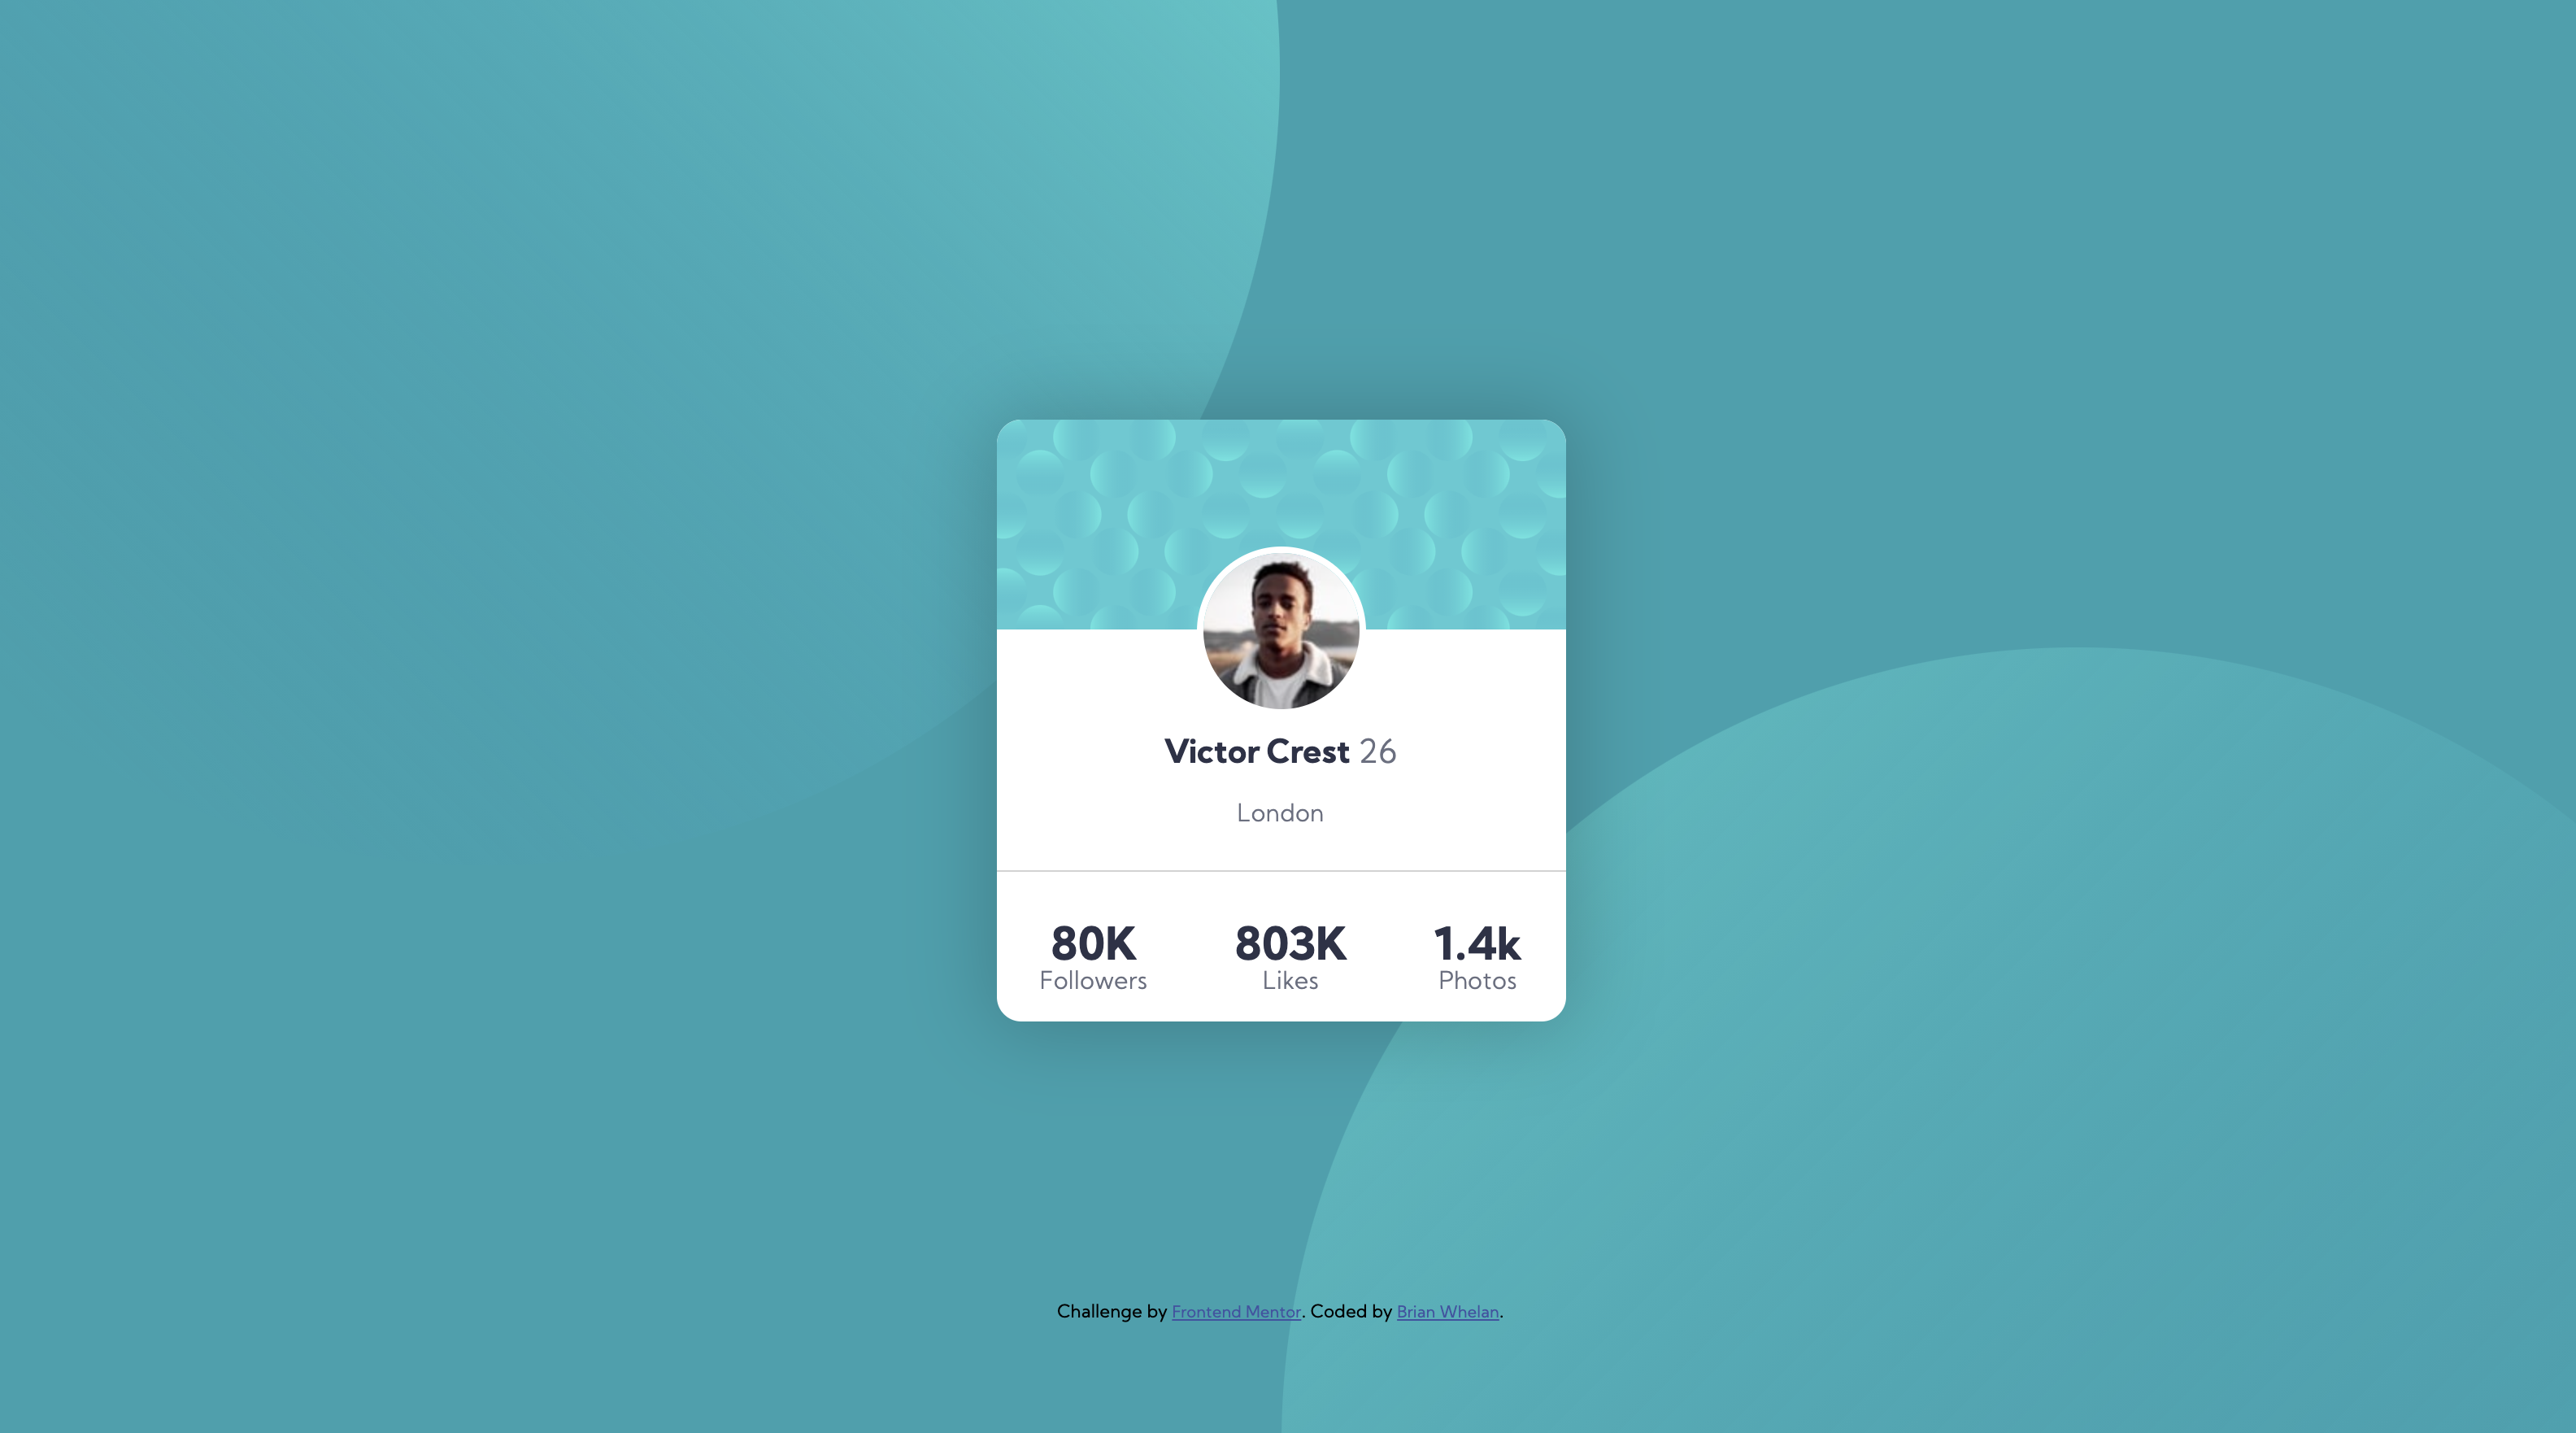 Victor Crest 26
London
80K 803K 1.4k
Followers Likes Photos
Challenge by Frontend Mentor. Coded by Brian Whelan.